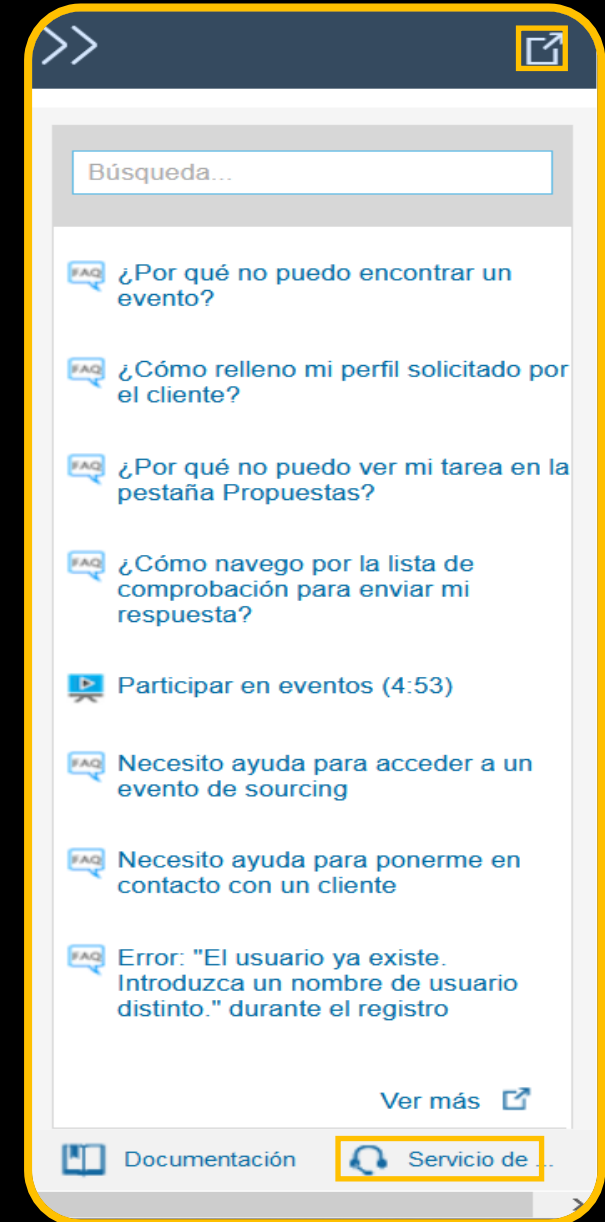 >>
Búsqueda...
FAQ ¿Por qué no puedo encontrar un
evento?
FAQ ¿Cómo relleno mi perfil solicitado por
el cliente?
FAQ ¿Por qué no puedo ver mi tarea en la
pestaña Propuestas?
FAQ ¿Cómo navego por la lista de
comprobación para enviar mi
respuesta?
Participar en eventos (4:53)
FAQ Necesito ayuda para acceder a un
evento de sourcing
FAQ Necesito ayuda para ponerme en
contacto con un cliente
FAQ Error: "El usuario ya existe.
Introduzca un nombre de usuario
distinto." durante el registro
Ver más
Documentación Servicio de ...